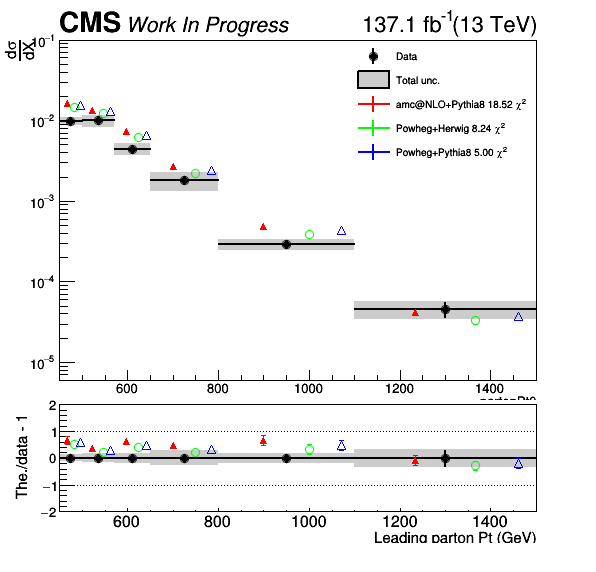 CMS Work In Progress 137.1 fb-1(13 TeV)
dσ
dX
10-1
10-2
10-3
10-4
10-5
Data
Total unc.
amc@NLO+Pythia8 18.52 χ2
Powheg+Herwig 8.24 χ2
Powheg+Pythia8 5.00 χ2
600 800 1000 1200 1400
The./data - 1
2
1
0
−1
−2
600 800 1000 1200 1400
Leading parton Pt (GeV)